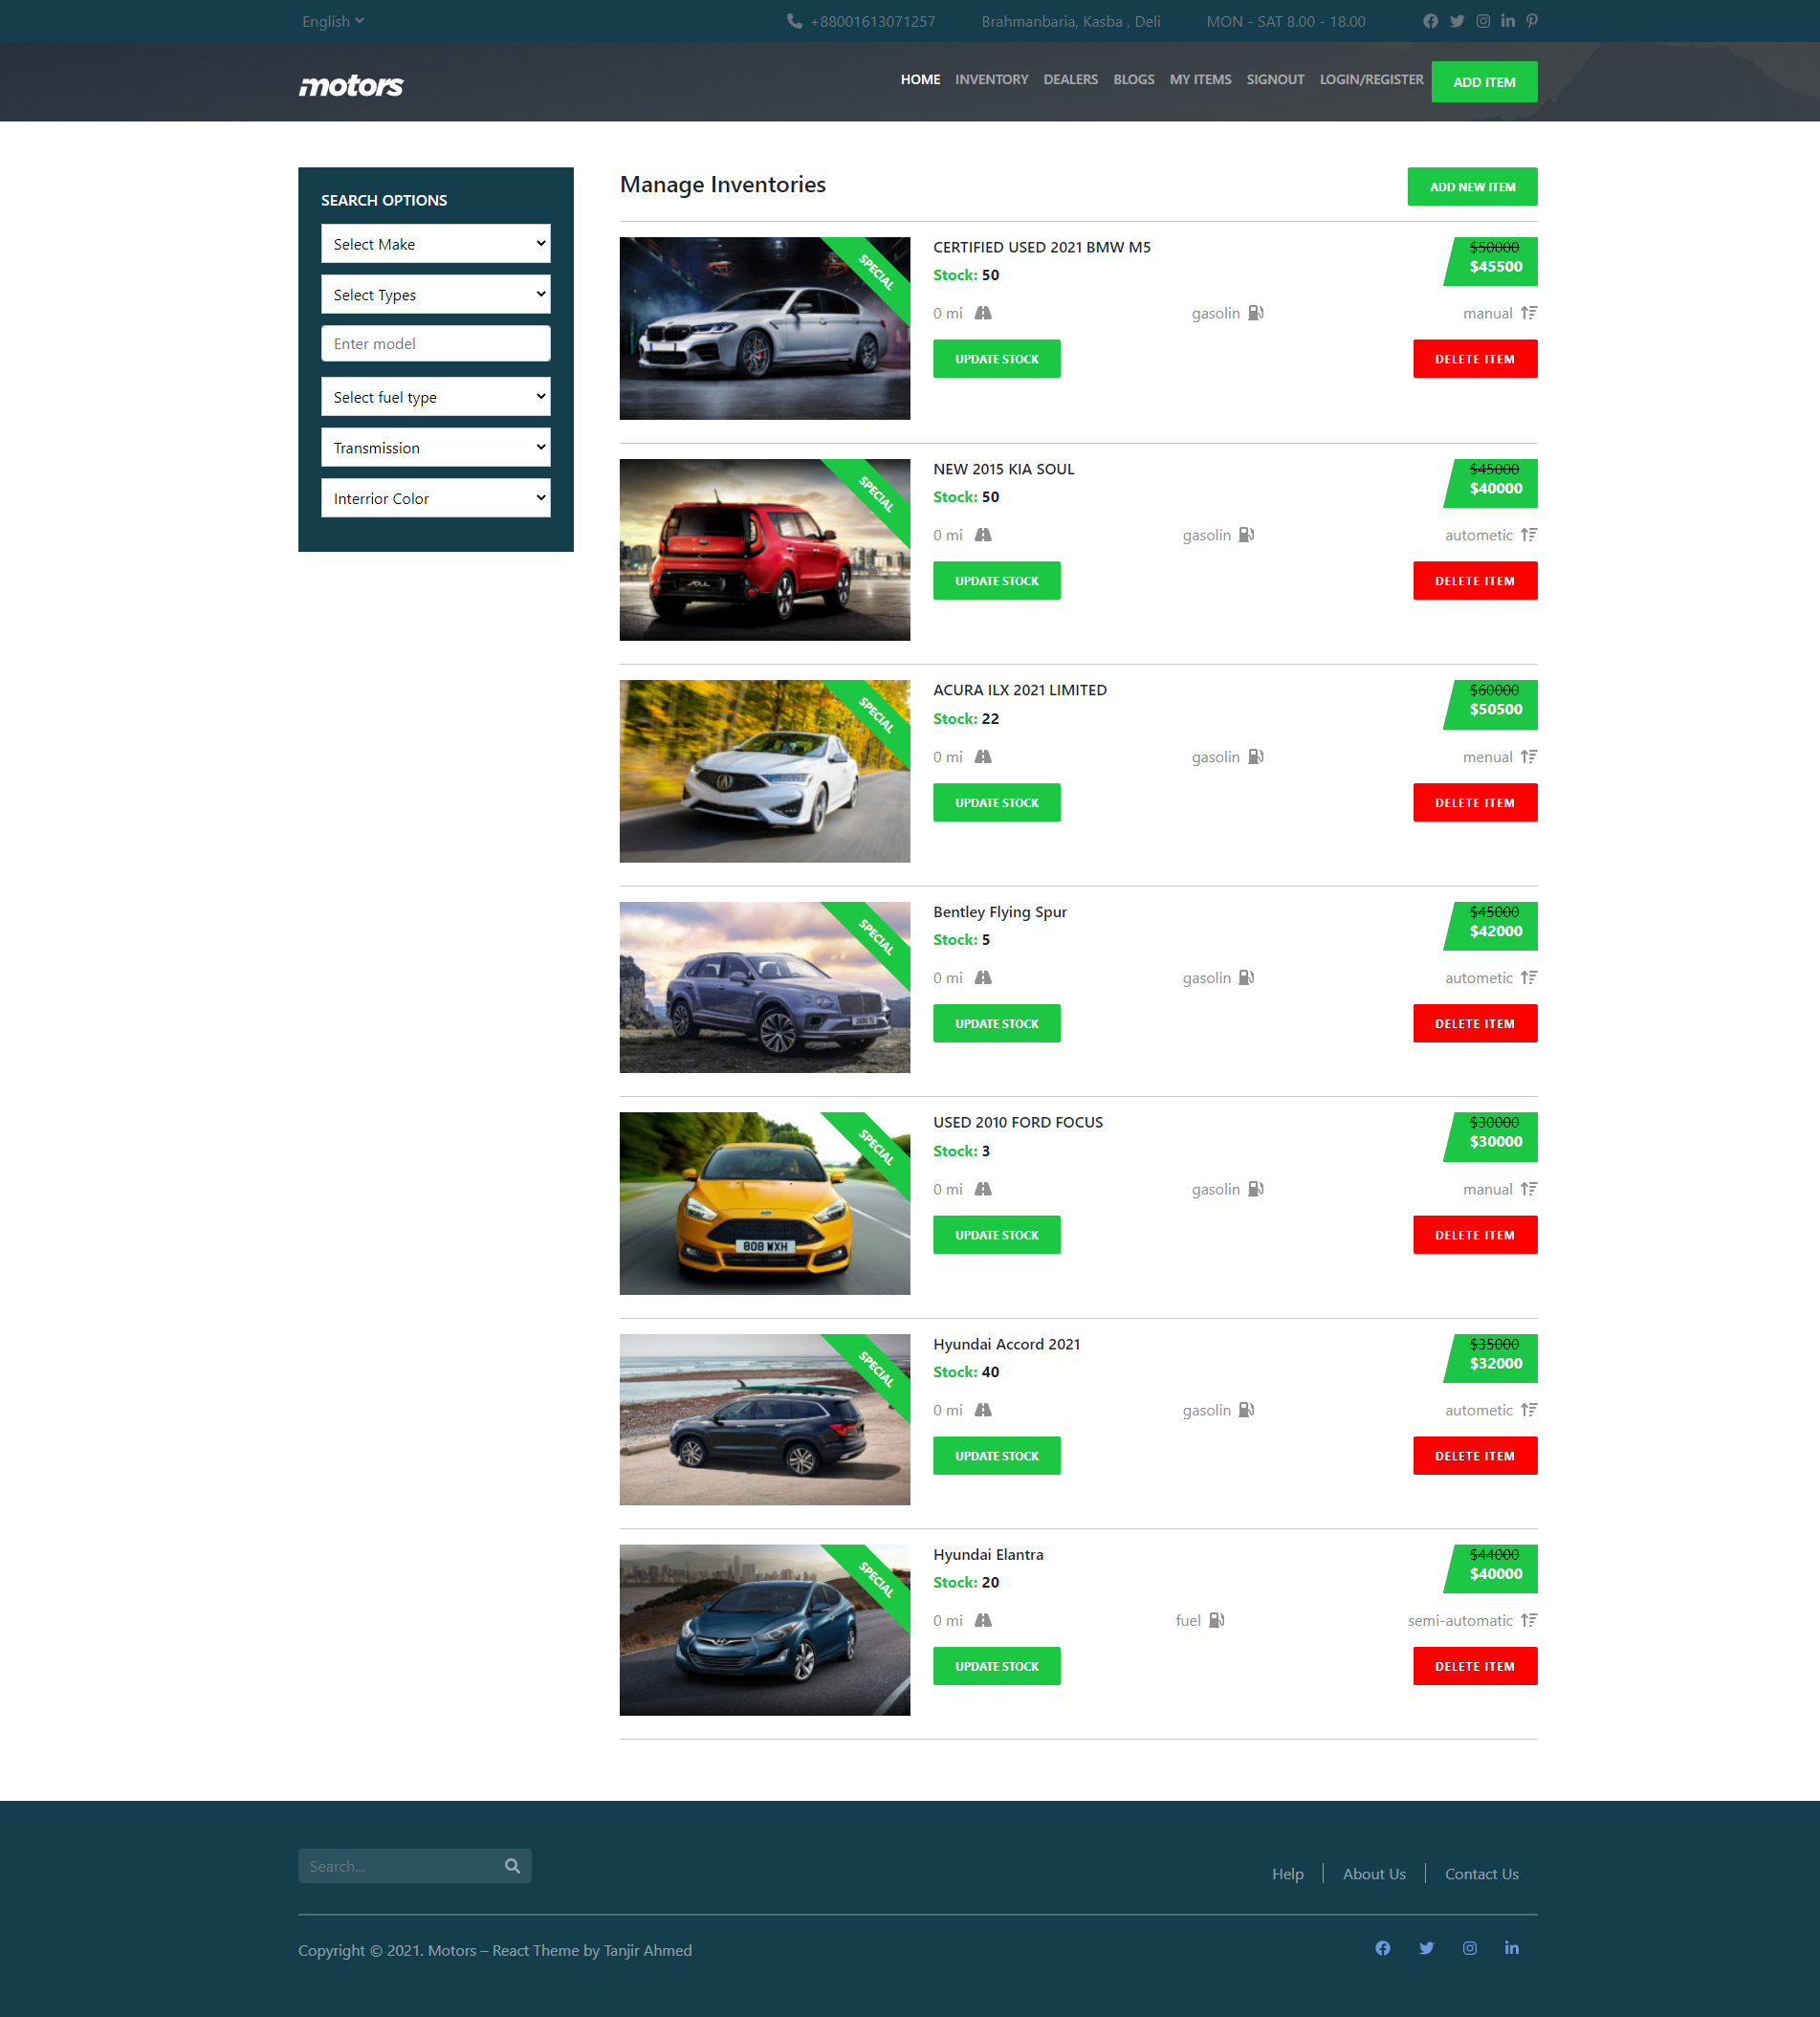 English
+88001613071257
Brahmanbaria, Kasba , Deli
MON - SAT 8.00 - 18.00
motors
HOME
INVENTORY
DEALERS
BLOGS
MY ITEMS
SIGNOUT
LOGIN/REGISTER
ADD ITEM
SEARCH OPTIONS
Select Make
Select Types
Enter model
Select fuel type
Transmission
Interrior Color
Manage Inventories
ADD NEW ITEM
SPECIAL
CERTIFIED USED 2021 BMW M5
$50000
$45500
Stock: 50
0 mi
gasolin
manual
UPDATE STOCK
DELETE ITEM
SPECIAL
NEW 2015 KIA SOUL
$45000
$40000
Stock: 50
0 mi
gasolin
autometic
UPDATE STOCK
DELETE ITEM
SPECIAL
ACURA ILX 2021 LIMITED
$60000
$50500
Stock: 22
0 mi
gasolin
menual
UPDATE STOCK
DELETE ITEM
SPECIAL
Bentley Flying Spur
$45000
$42000
Stock: 5
0 mi
gasolin
autometic
UPDATE STOCK
DELETE ITEM
SPECIAL
808 WXH
USED 2010 FORD FOCUS
$30000
$30000
Stock: 3
0 mi
gasolin
manual
UPDATE STOCK
DELETE ITEM
SPECIAL
Hyundai Accord 2021
$35000
$32000
Stock: 40
0 mi
gasolin
autometic
UPDATE STOCK
DELETE ITEM
SPECIAL
Hyundai Elantra
$44000
$40000
Stock: 20
0 mi
fuel
semi-automatic
UPDATE STOCK
DELETE ITEM
Search...
Help
About Us
Contact Us
Copyright © 2021. Motors – React Theme by Tanjir Ahmed